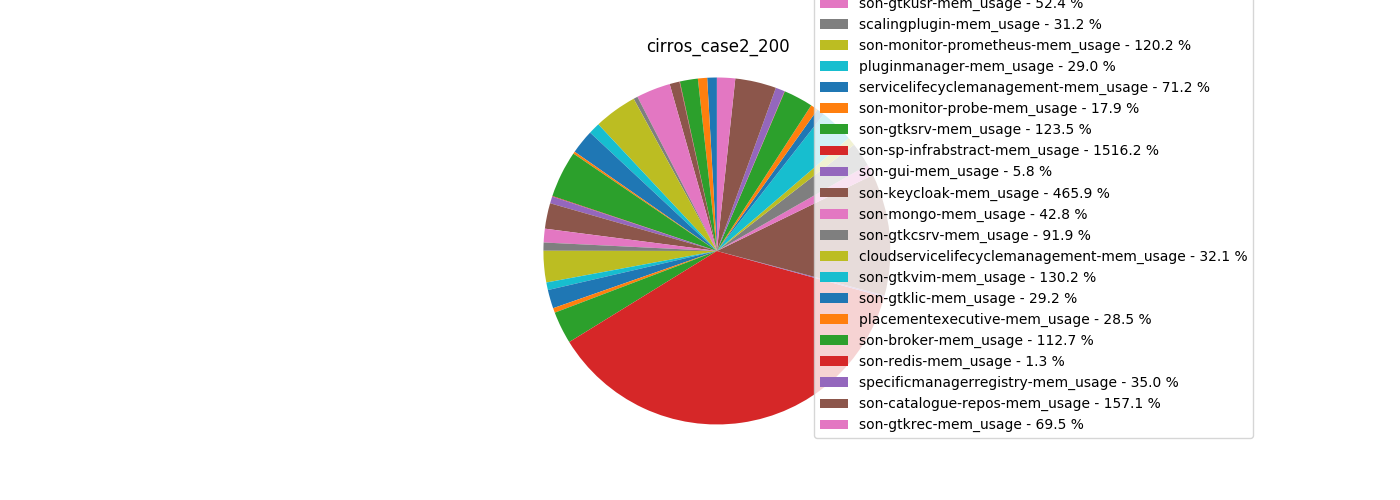 cirros_case2_200
son-gtkusr-mem_usage - 52.4 %
scalingplugin-mem_usage - 31.2 %
son-monitor-prometheus-mem_usage - 120.2 %
pluginmanager-mem_usage - 29.0 %
servicelifecyclemanagement-mem_usage - 71.2 %
son-monitor-probe-mem_usage - 17.9 %
son-gtksrv-mem_usage - 123.5 %
son-sp-infrabstract-mem_usage - 1516.2 %
son-gui-mem_usage - 5.8 %
son-keycloak-mem_usage - 465.9 %
son-mongo-mem_usage - 42.8 %
son-gtkcsrv-mem_usage - 91.9 %
cloudservicelifecyclemanagement-mem_usage - 32.1 %
son-gtkvim-mem_usage - 130.2 %
son-gtklic-mem_usage - 29.2 %
placementexecutive-mem_usage - 28.5 %
son-broker-mem_usage - 112.7 %
son-redis-mem_usage - 1.3 %
specificmanagerregistry-mem_usage - 35.0 %
son-catalogue-repos-mem_usage - 157.1 %
son-gtkrec-mem_usage - 69.5 %